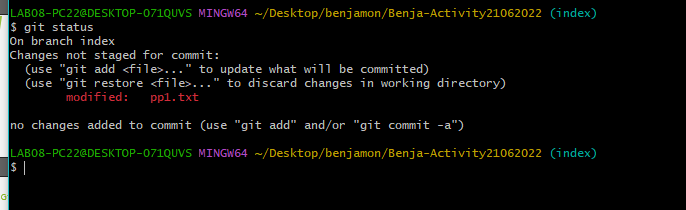 LAB08-PC22@DESKTOP-071QUVS MINGW64 ~/Desktop/benjamon/Benja-Activity21062022 (index)
$ git status
On branch index
Changes not staged for commit:
  (use "git add <file>..." to update what will be committed)
  (use "git restore <file>..." to discard changes in working directory)
        modified:   pp1.txt

no changes added to commit (use "git add" and/or "git commit -a")

LAB08-PC22@DESKTOP-071QUVS MINGW64 ~/Desktop/benjamon/Benja-Activity21062022 (index)
$